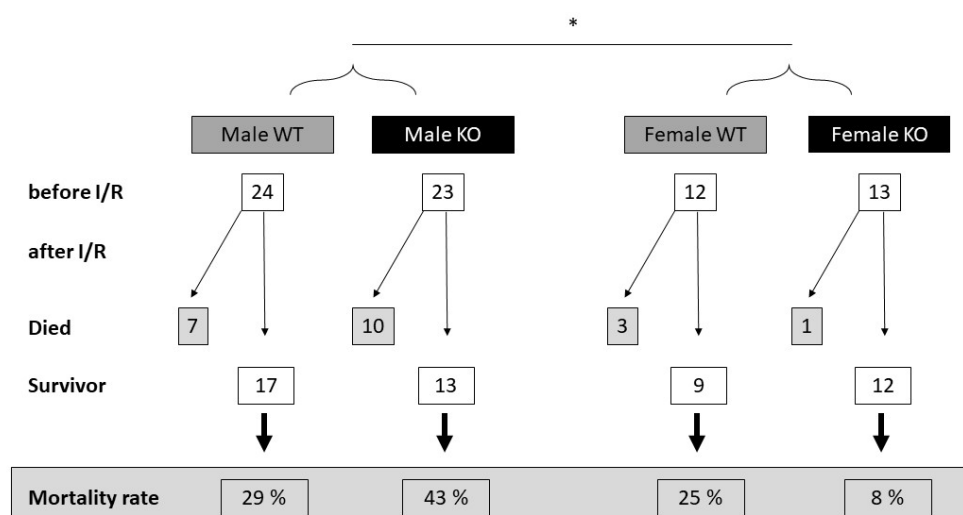 *
Male WT Male KO Female WT Female KO
before I/R 24 23 12 13
after I/R
Died 7 10 3 1
Survivor 17 13 9 12
Mortality rate 29 % 43 % 25 % 8 %